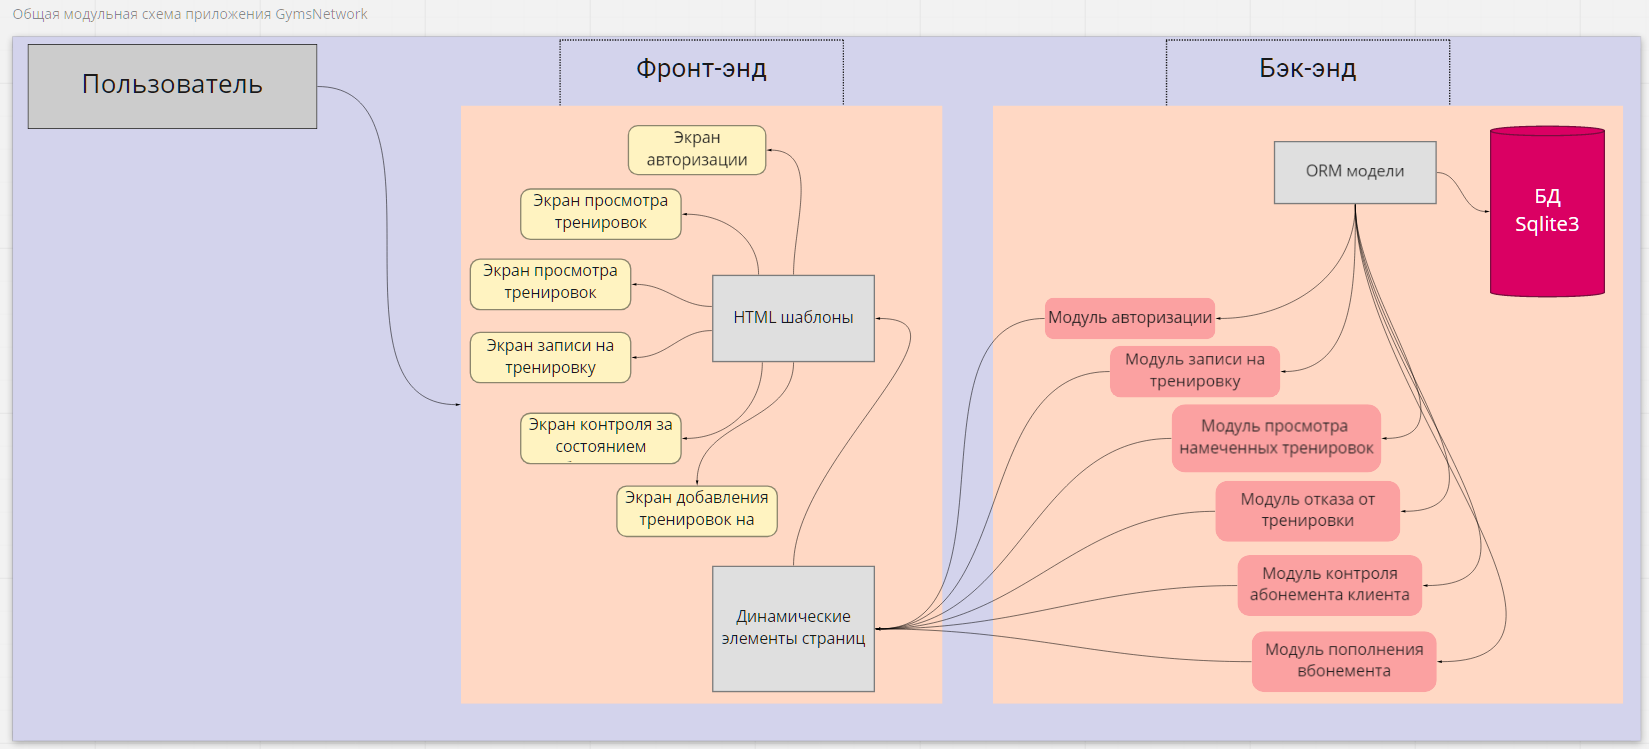 Общая модульная схема приложения GymsNetwork
Пользователь
Фронт-энд
Бэк-энд
Экран
авторизации
Экран просмотра
тренировок
Экран просмотра
тренировок
Экран записи на
тренировку
Экран контроля за
состоянием
Экран добавления
тренировок на
HTML шаблоны
Динамические
элементы страниц
ORM модели
БД
Sqlite3
Модуль авторизации
Модуль записи на
тренировку
Модуль просмотра
намеченных тренировок
Модуль отказа от
тренировки
Модуль контроля
абонемента клиента
Модуль пополнения
вбонемента